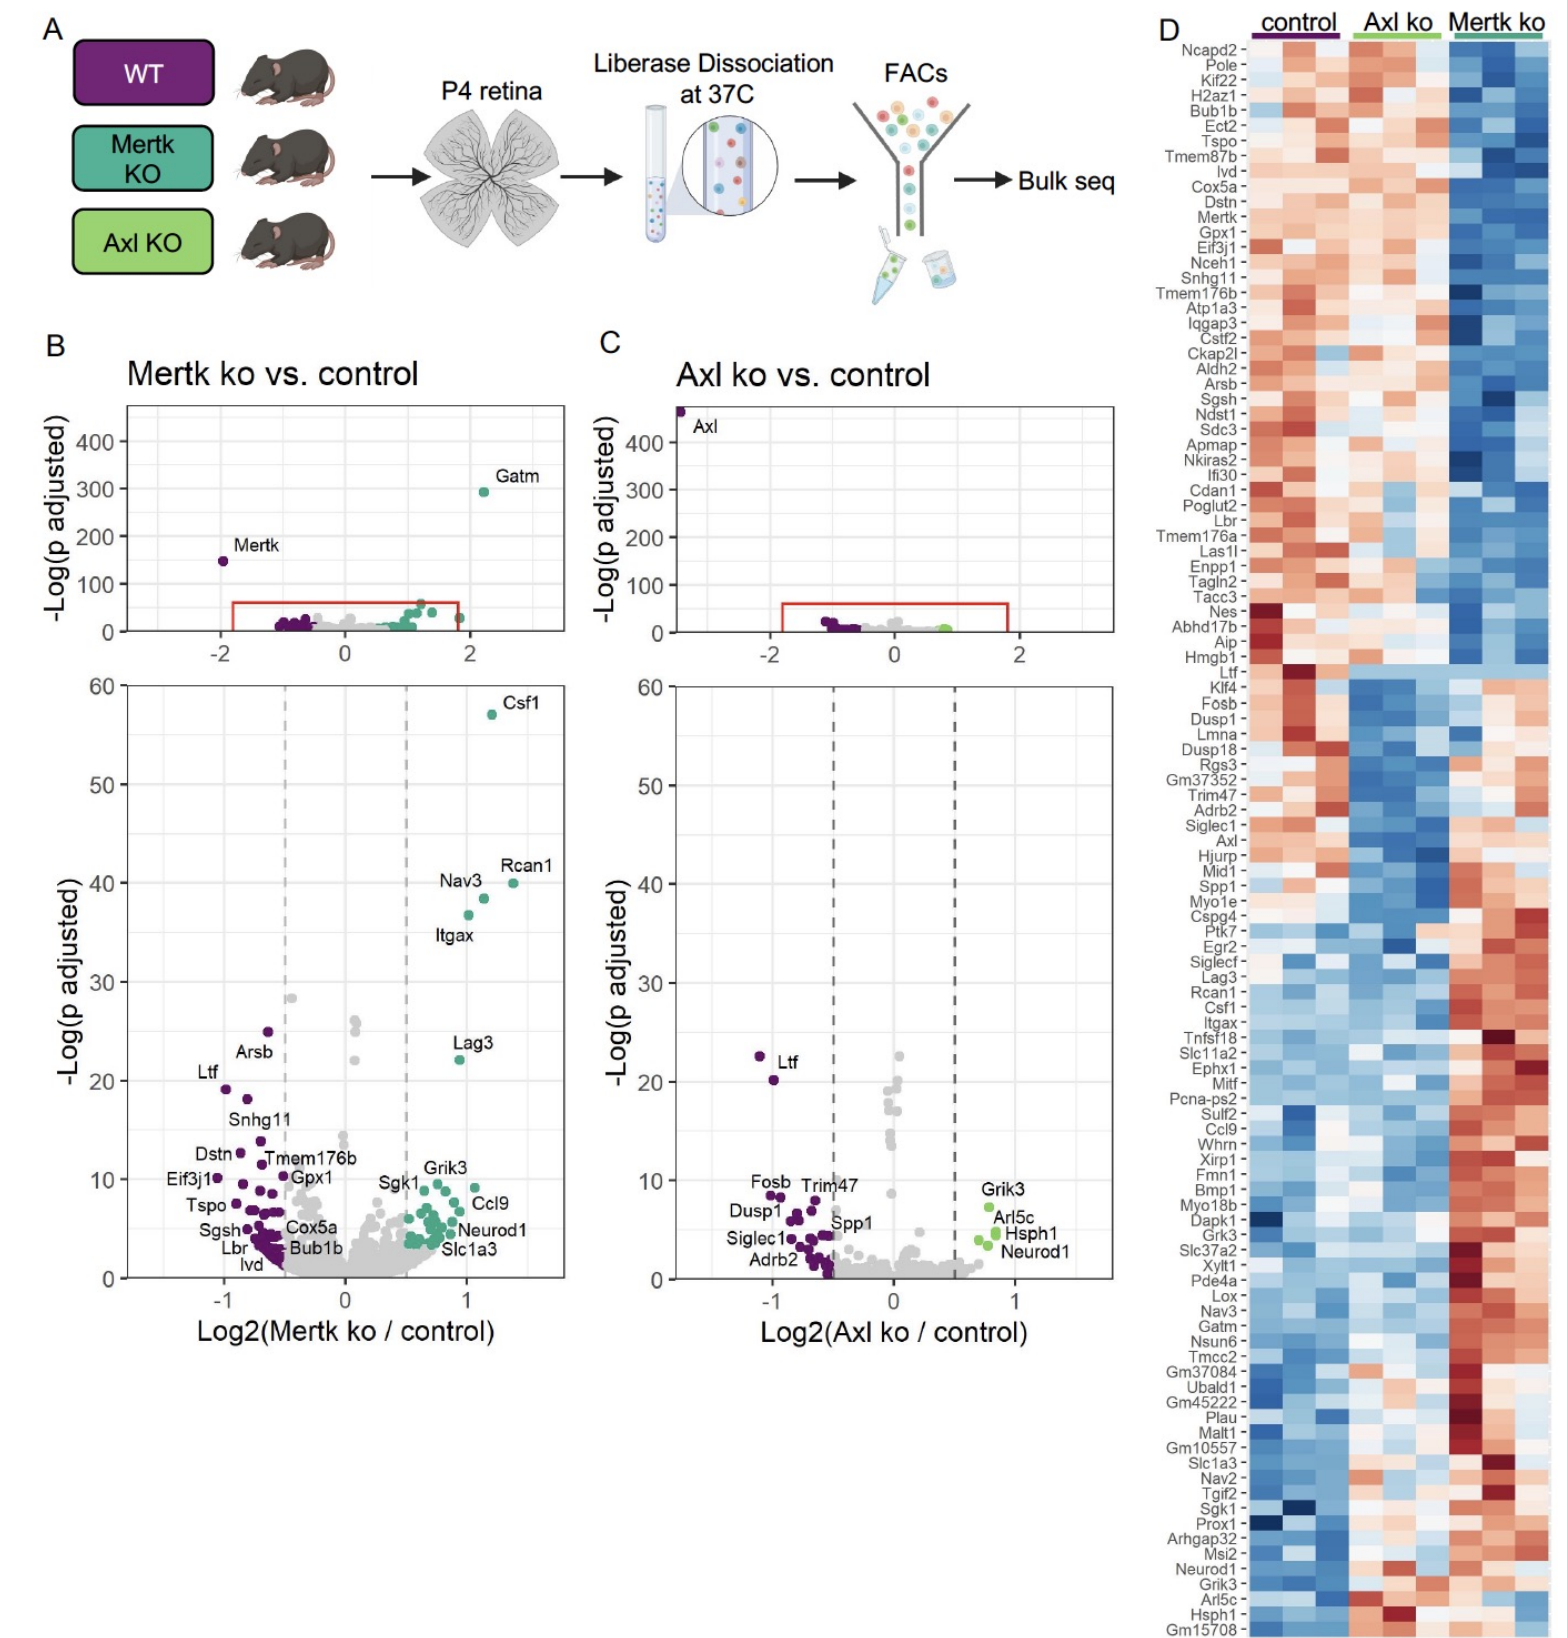 A
WT
Mertk
KO
Axl KO
P4 retina
Liberase Dissociation
at 37C
FACs
Bulk seq
B
Mertk ko vs. control
-Log(p adjusted)
400
300
200
100
0
Gatm
Mertk
-2
0
2
-Log(p adjusted)
60
50
40
30
20
10
0
Csf1
Rcan1
Nav3
Itgax
Lag3
Arsb
Ltf
Snhg11
Dstn
Tmem176b
Eif3j1
Gpx1
Tspo
Sgsh
Cox5a
Lbr
Bub1b
Ivd
Sgk1
Grik3
Ccl9
Neurod1
Slc1a3
-1
0
1
Log2(Mertk ko / control)
C
Axl ko vs. control
-Log(p adjusted)
400
300
200
100
0
Axl
-2
0
2
-Log(p adjusted)
60
50
40
30
20
10
0
Ltf
Fosb
Trim47
Dusp1
Spp1
Siglec1
Adrb2
Grik3
Arl5c
Hsph1
Neurod1
-1
0
1
Log2(Axl ko / control)
D
control Axl ko Mertk ko
Ncapd2
Pole
Kif22
H2az1
Bub1b
Ect2
Tspo
Tmem87b
Ivd
Cox5a
Dstn
Mertk
Gpx1
Eif3j1
Nceh1
Snhg11
Tmem176b
Atp1a3
Iqgap3
Cstf2
Ckap2l
Aldh2
Arsb
Sgsh
Ndst1
Sdc3
Apmap
Nkiras2
Ifi30
Cdan1
Poglut2
Lbr
Tmem176a
Las1l
Enpp1
Tagln2
Tacc3
Nes
Abhd17b
Aip
Hmgb1
Ltf
Klf4
Fosb
Dusp1
Lmna
Dusp18
Rgs3
Gm37352
Trim47
Adrb2
Siglec1
Axl
Hjurp
Mid1
Spp1
Myo1e
Cspg4
Ptk7
Egr2
Siglecf
Lag3
Rcan1
Csf1
Itgax
Tnfsf18
Slc11a2
Ephx1
Mitf
Pcna-ps2
Sulf2
Ccl9
Whrn
Xirp1
Fmn1
Bmp1
Myo18b
Dapk1
Grk3
Slc37a2
Xylt1
Pde4a
Lox
Nav3
Gatm
Nsun6
Tmcc2
Gm37084
Ubald1
Gm45222
Plau
Malt1
Gm10557
Slc1a3
Nav2
Tgif2
Sgk1
Prox1
Arhgap32
Msi2
Neurod1
Grik3
Arl5c
Hsph1
Gm15708